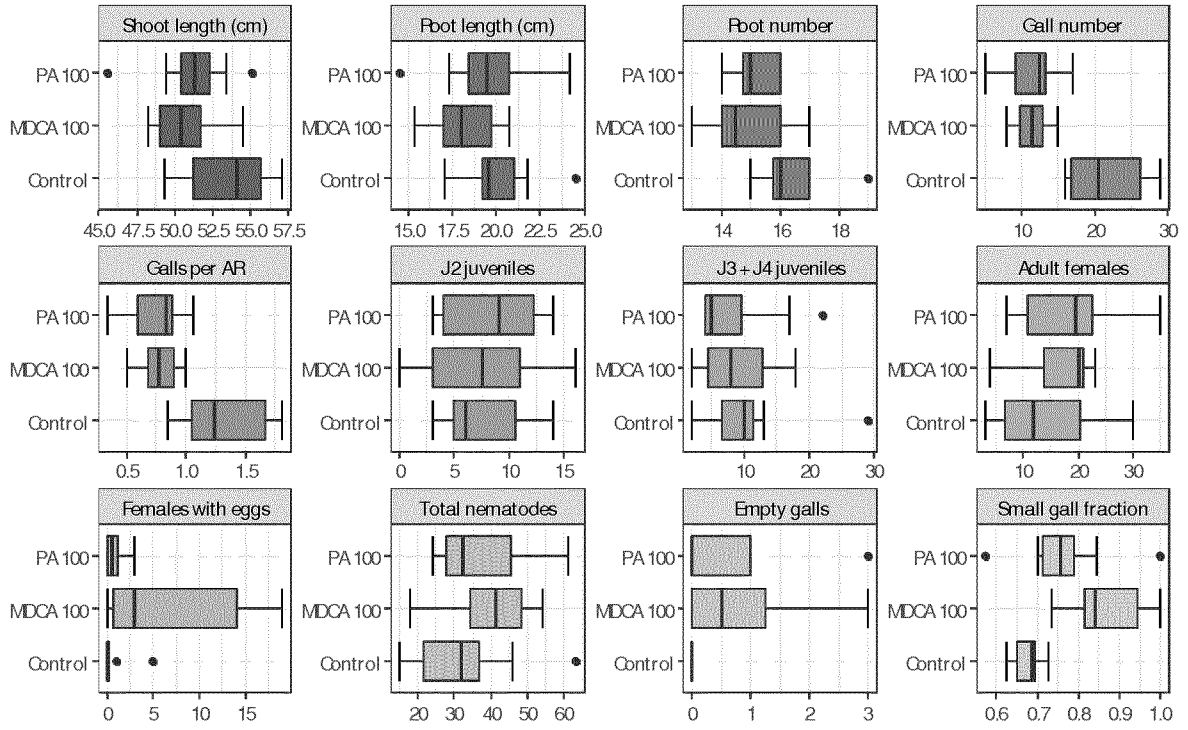 Shoot length (cm) Root length (cm) Root number Gall number
PA 100 PA 100 PA 100 PA 100
MDCA 100 MDCA 100 MDCA 100 MDCA 100
Control Control Control Control
45.0 47.5 50.0 52.5 55.0 57.5 15.0 17.5 20.0 22.5 25.0 14 16 18 10 20 30
Galls per AR J2 juveniles J3 + J4 juveniles Adult females
PA 100 PA 100 PA 100 PA 100
MDCA 100 MDCA 100 MDCA 100 MDCA 100
Control Control Control Control
0.5 1.0 1.5 0 5 10 15 10 20 30 10 20 30
Females with eggs Total nematodes Empty galls Small gall fraction
PA 100 PA 100 PA 100 PA 100
MDCA 100 MDCA 100 MDCA 100 MDCA 100
Control Control Control Control
0 5 10 15 20 30 40 50 60 0 1 2 3 0.6 0.7 0.8 0.9 1.0